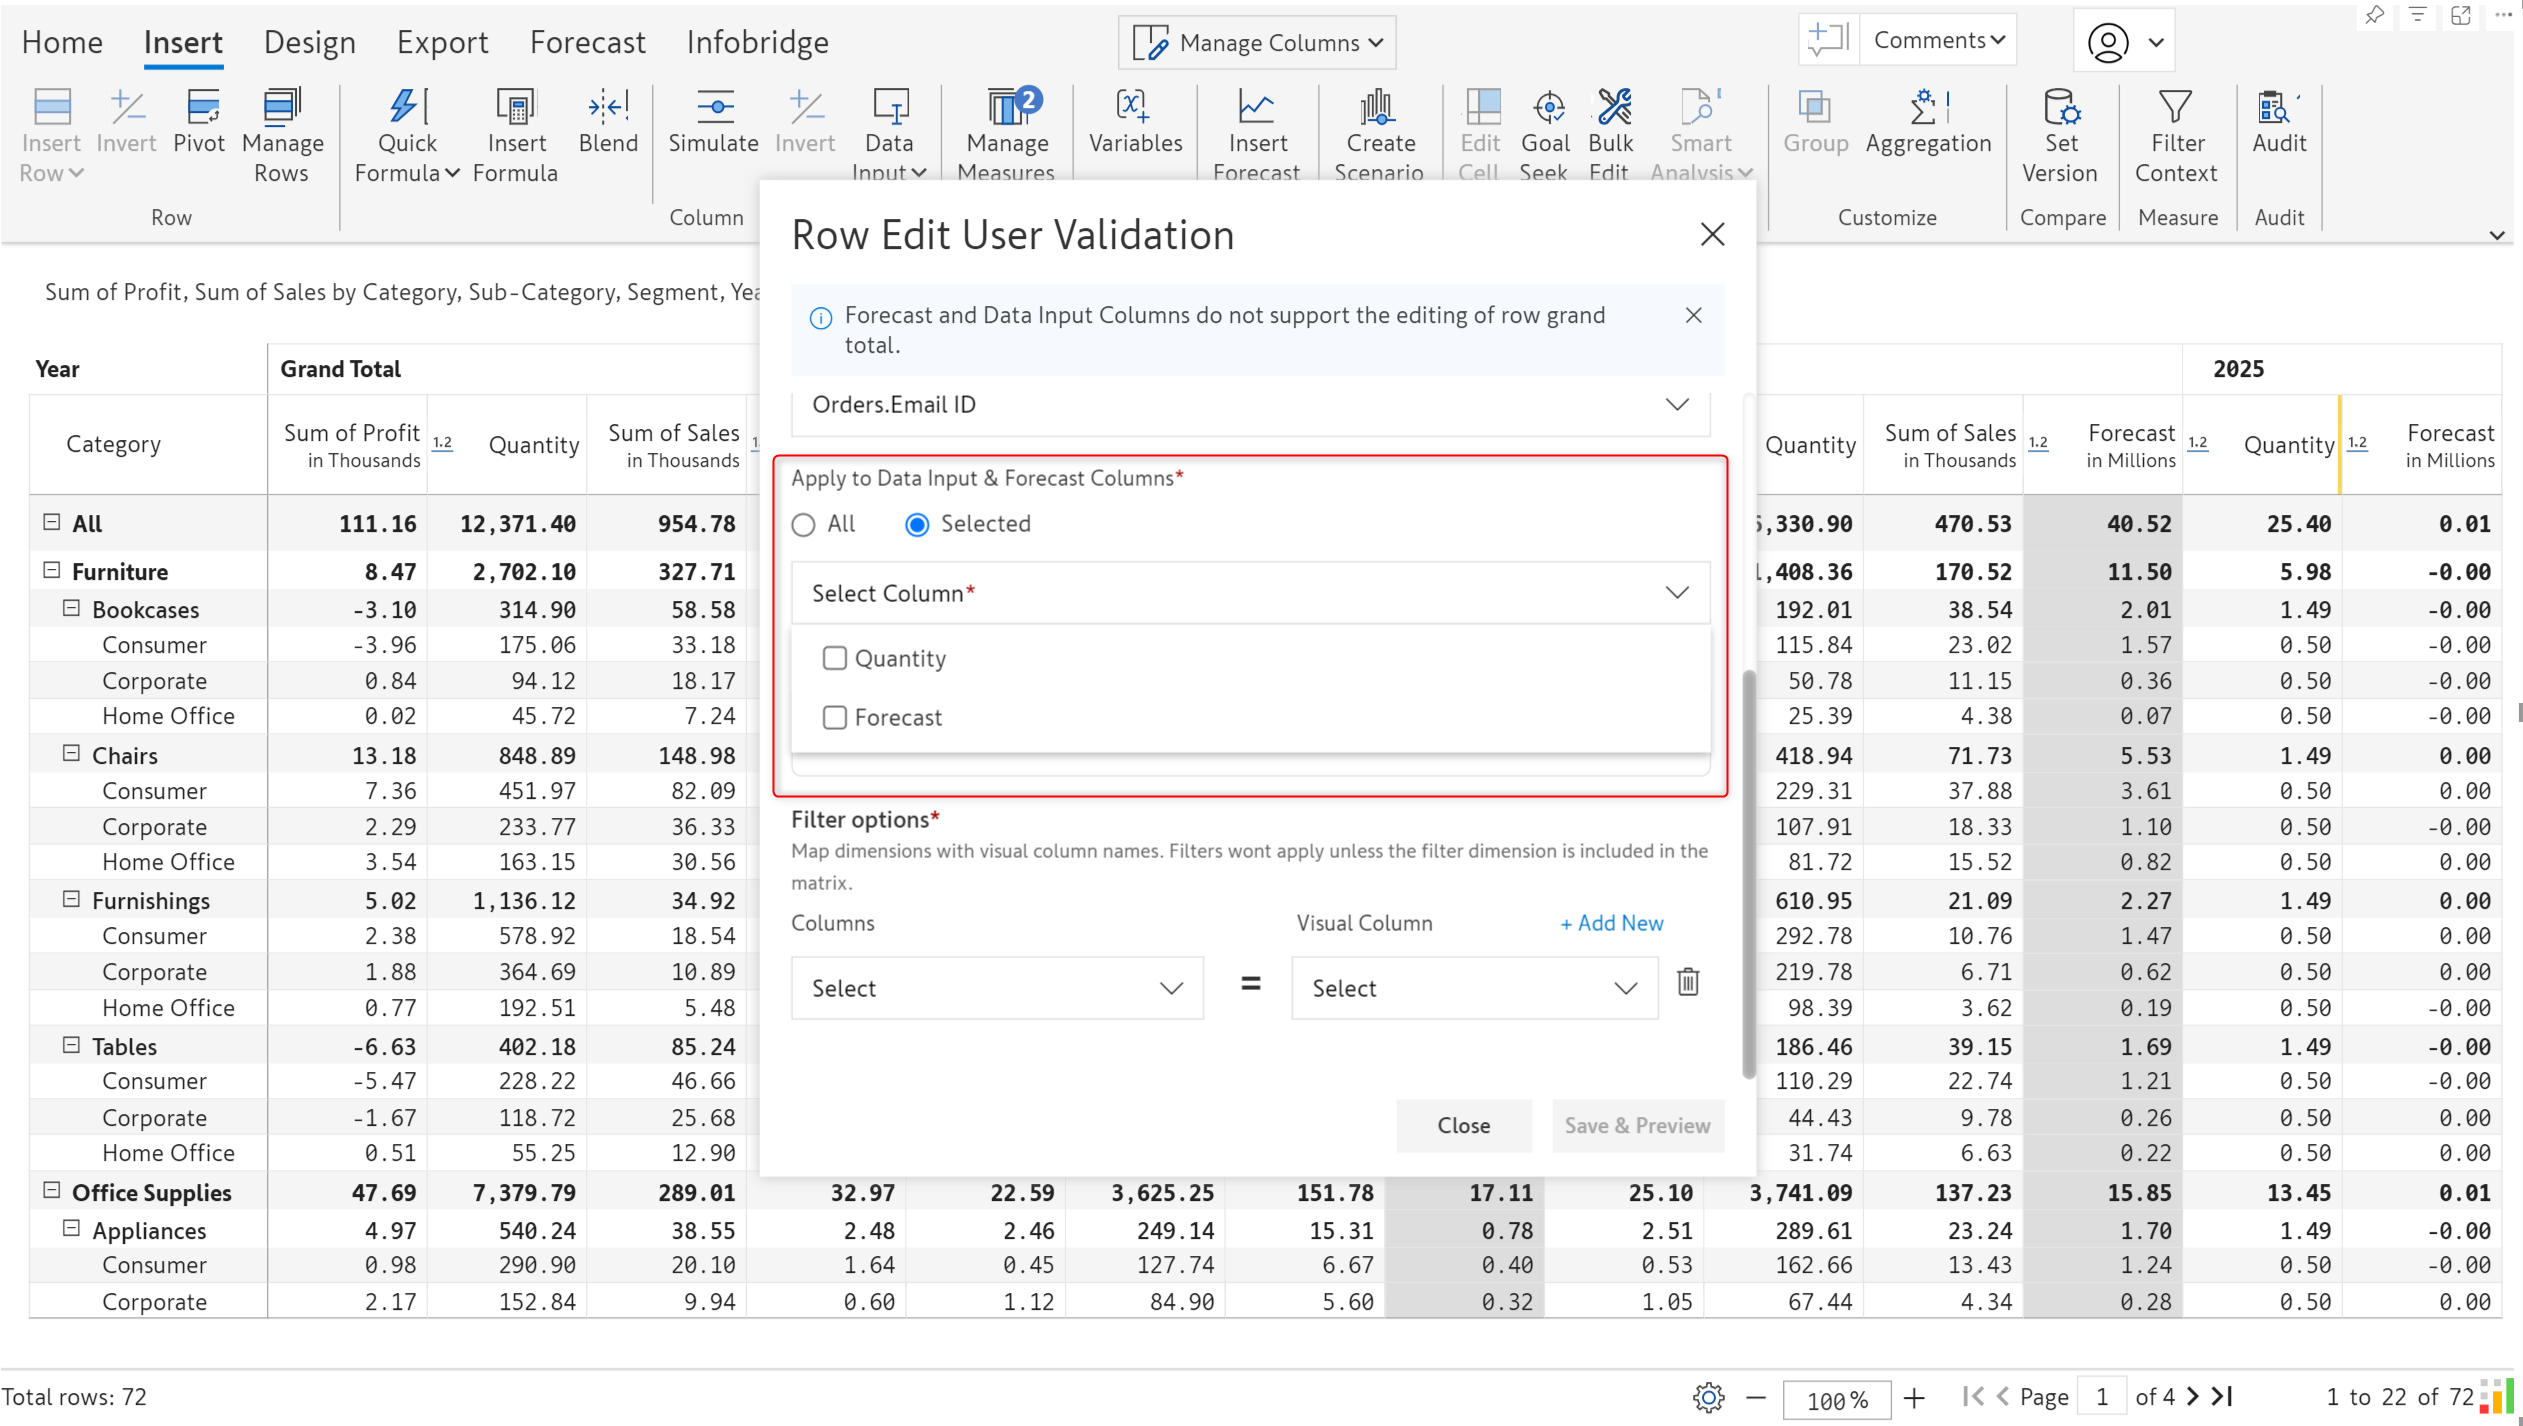 Home Insert Design Export Forecast Infobridge Manage Columns Comments
Insert Row Invert Pivot Manage Rows Quick Formula Insert Formula Blend Simulate Invert Data Input Manage Measures 2 Variables Insert Forecast Create Scenario Edit Cell Goal Seek Bulk Edit Smart Analysis Group Aggregation Set Version Filter Context Audit
Row Column Customize Compare Measure Audit
Sum of Profit, Sum of Sales by Category, Sub-Category, Segment, Yea
Row Edit User Validation
Forecast and Data Input Columns do not support the editing of row grand
total.
Orders.Email ID
Apply to Data Input & Forecast Columns*
All Selected
Select Column*
Quantity
Forecast
Filter options*
Map dimensions with visual column names. Filters wont apply unless the filter dimension is included in the
matrix.
Columns Visual Column + Add New
Select = Select
Close Save & Preview
Year Grand Total 2025
Category Sum of Profit in Thousands 1.2 Quantity Sum of Sales in Thousands Quantity Sum of Sales in Thousands 1.2 Forecast in Millions 1.2 Quantity 1.2 Forecast in Millions
All 111.16 12,371.40 954.78 ,330.90 470.53 40.52 25.40 0.01
Furniture 8.47 2,702.10 327.71 ,408.36 170.52 11.50 5.98 -0.00
Bookcases -3.10 314.90 58.58 192.01 38.54 2.01 1.49 -0.00
Consumer -3.96 175.06 33.18 115.84 23.02 1.57 0.50 -0.00
Corporate 0.84 94.12 18.17 50.78 11.15 0.36 0.50 -0.00
Home Office 0.02 45.72 7.24 25.39 4.38 0.07 0.50 -0.00
Chairs 13.18 848.89 148.98 418.94 71.73 5.53 1.49 0.00
Consumer 7.36 451.97 82.09 229.31 37.88 3.61 0.50 0.00
Corporate 2.29 233.77 36.33 107.91 18.33 1.10 0.50 -0.00
Home Office 3.54 163.15 30.56 81.72 15.52 0.82 0.50 0.00
Furnishings 5.02 1,136.12 34.92 610.95 21.09 2.27 1.49 0.00
Consumer 2.38 578.92 18.54 292.78 10.76 1.47 0.50 0.00
Corporate 1.88 364.69 10.89 219.78 6.71 0.62 0.50 0.00
Home Office 0.77 192.51 5.48 98.39 3.62 0.19 0.50 -0.00
Tables -6.63 402.18 85.24 186.46 39.15 1.69 1.49 -0.00
Consumer -5.47 228.22 46.66 110.29 22.74 1.21 0.50 -0.00
Corporate -1.67 118.72 25.68 44.43 9.78 0.26 0.50 0.00
Home Office 0.51 55.25 12.90 31.74 6.63 0.22 0.50 0.00
Office Supplies 47.69 7,379.79 289.01 32.97 22.59 3,625.25 151.78 17.11 25.10 3,741.09 137.23 15.85 13.45 0.01
Appliances 4.97 540.24 38.55 2.48 2.46 249.14 15.31 0.78 2.51 289.61 23.24 1.70 1.49 -0.00
Consumer 0.98 290.90 20.10 1.64 0.45 127.74 6.67 0.40 0.53 162.66 13.43 1.24 0.50 -0.00
Corporate 2.17 152.84 9.94 0.60 1.12 84.90 5.60 0.32 1.05 67.44 4.34 0.28 0.50 0.00
Total rows: 72 100% Page 1 of 4 1 to 22 of 72